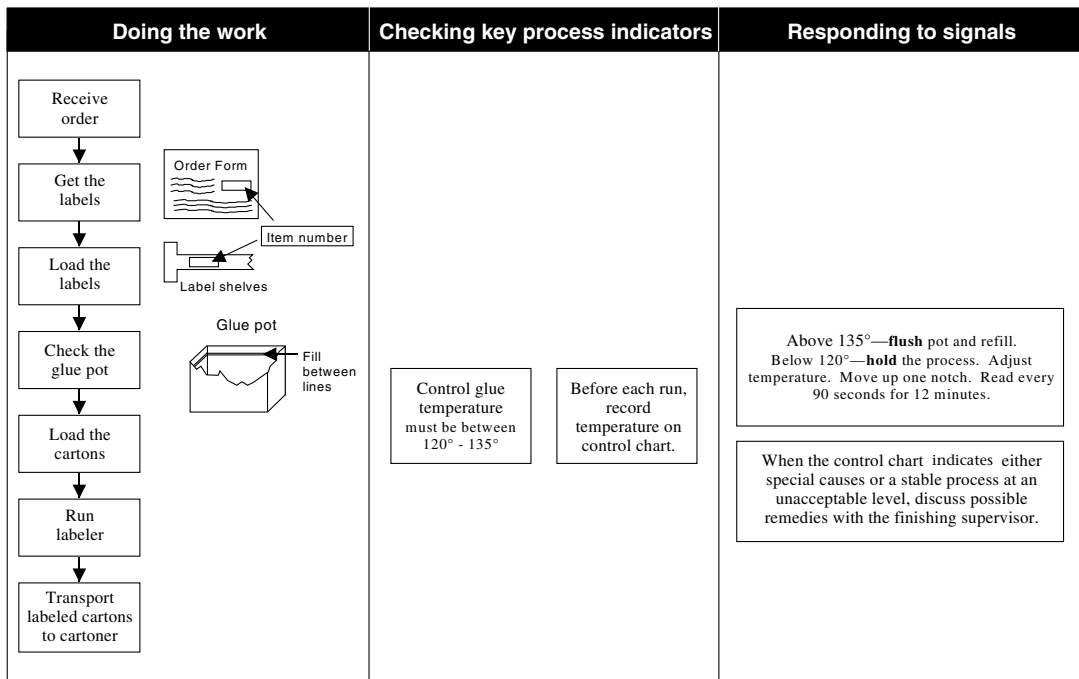 Doing the work
Checking key process indicators
Responding to signals
Receive
order
Get the
labels
Load the
labels
Check the
glue pot
Load the
cartons
Run
labeler
Transport
labeled cartons
to cartoner
Order Form
Item number
Label shelves
Glue pot
Fill
between
lines
Control glue
temperature
must be between
120° - 135°
Before each run,
record
temperature on
control chart.
Above 135°—flush pot and refill.
Below 120°—hold the process. Adjust
temperature. Move up one notch. Read every
90 seconds for 12 minutes.
When the control chart indicates either
special causes or a stable process at an
unacceptable level, discuss possible
remedies with the finishing supervisor.